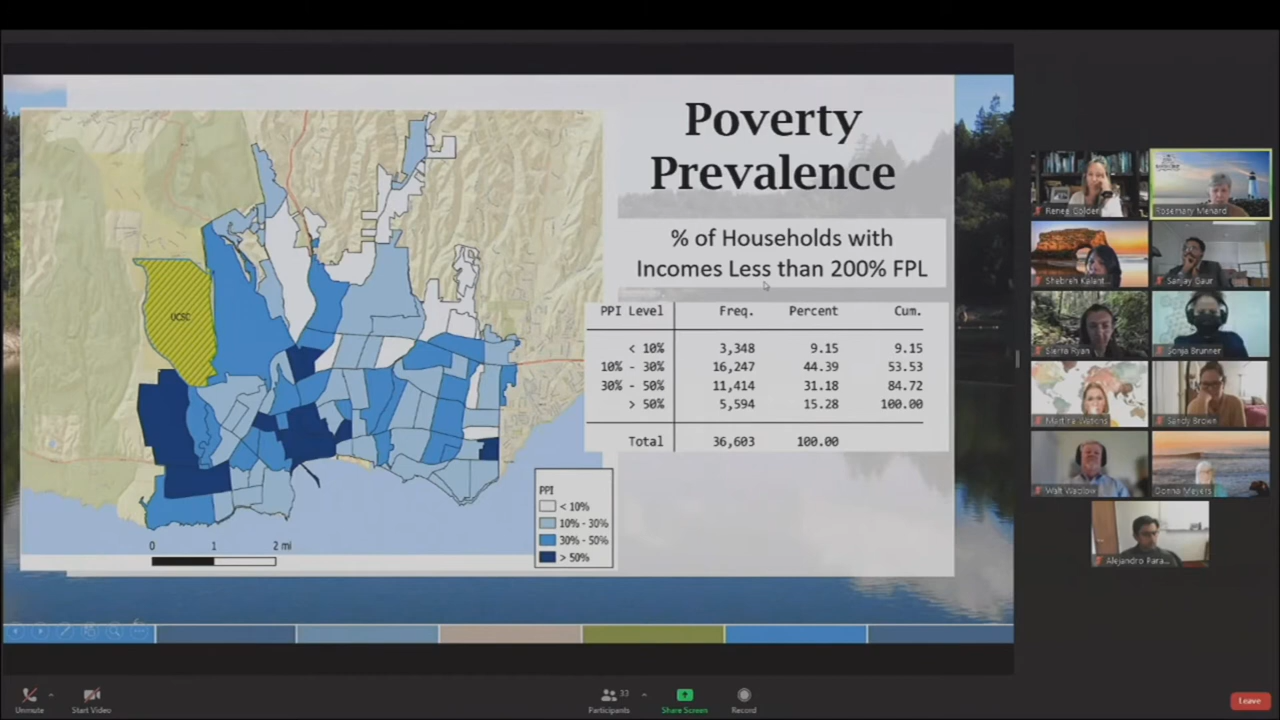 Poverty
Prevalence
% of Households with
Incomes Less than 200% FPL
PPI Level Freq. Percent Cum.
< 10% 3,348 9.15 9.15
10% - 30% 16,247 44.39 53.53
30% - 50% 11,414 31.18 84.72
> 50% 5,594 15.28 100.00
Total 36,603 100.00
UCSC
PPI
< 10%
10% - 30%
30% - 50%
> 50%
0 1 2 mi
Renee Golder
Rosemary Menard
Shebreh Kalant...
Sanjay Gaur
Sierra Ryan
Sonja Brunner
Martine Watkins
Sandy Brown
Walt Wadlow
Donna Meyers
Alejandro Para...
Unmute
Start Video
Participants
33
Share Screen
Record
Leave